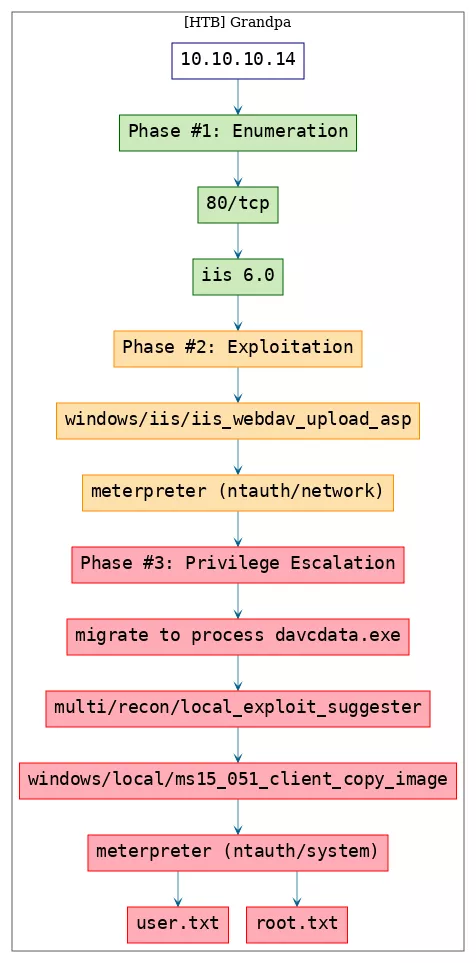 [HTB] Grandpa
10.10.10.14
Phase #1: Enumeration
80/tcp
iis 6.0
Phase #2: Exploitation
windows/iis/iis_webdav_upload_asp
meterpreter (ntauth/network)
Phase #3: Privilege Escalation
migrate to process davcdata.exe
multi/recon/local_exploit_suggester
windows/local/ms15_051_client_copy_image
meterpreter (ntauth/system)
user.txt
root.txt